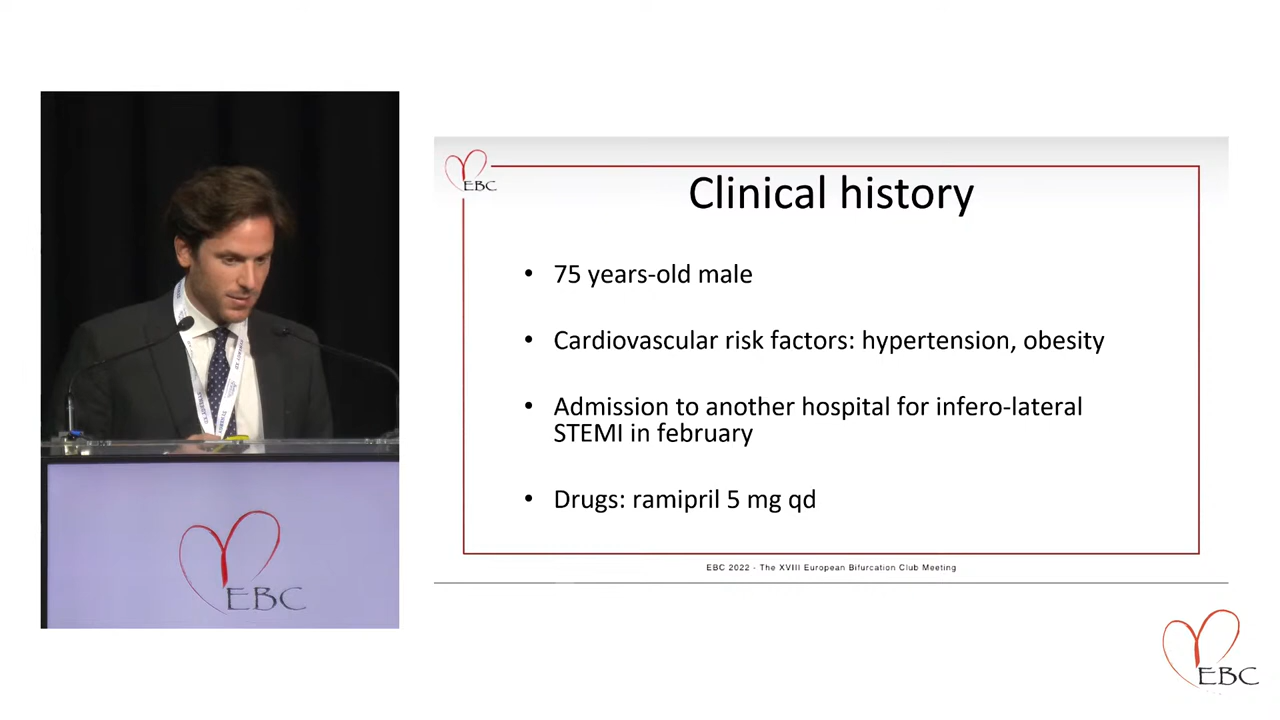 EBC
Clinical history
• 75 years-old male
• Cardiovascular risk factors: hypertension, obesity
• Admission to another hospital for infero-lateral
STEMI in february
• Drugs: ramipril 5 mg qd
EBC 2022 - The XVIII European Bifurcation Club Meeting
EBC
EBC